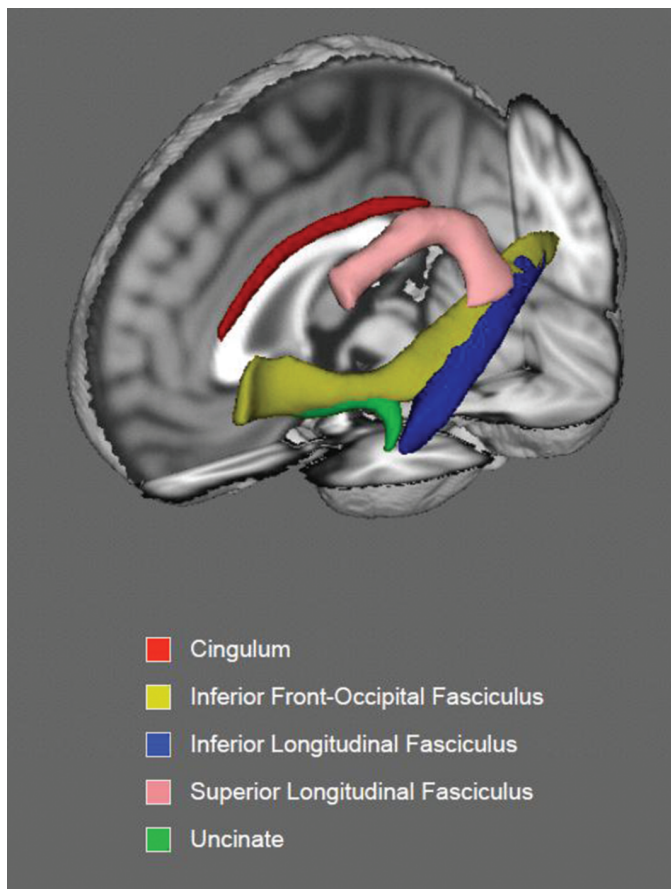 Cingulum
Inferior Front-Occipital Fasciculus
Inferior Longitudinal Fasciculus
Superior Longitudinal Fasciculus
Uncinate